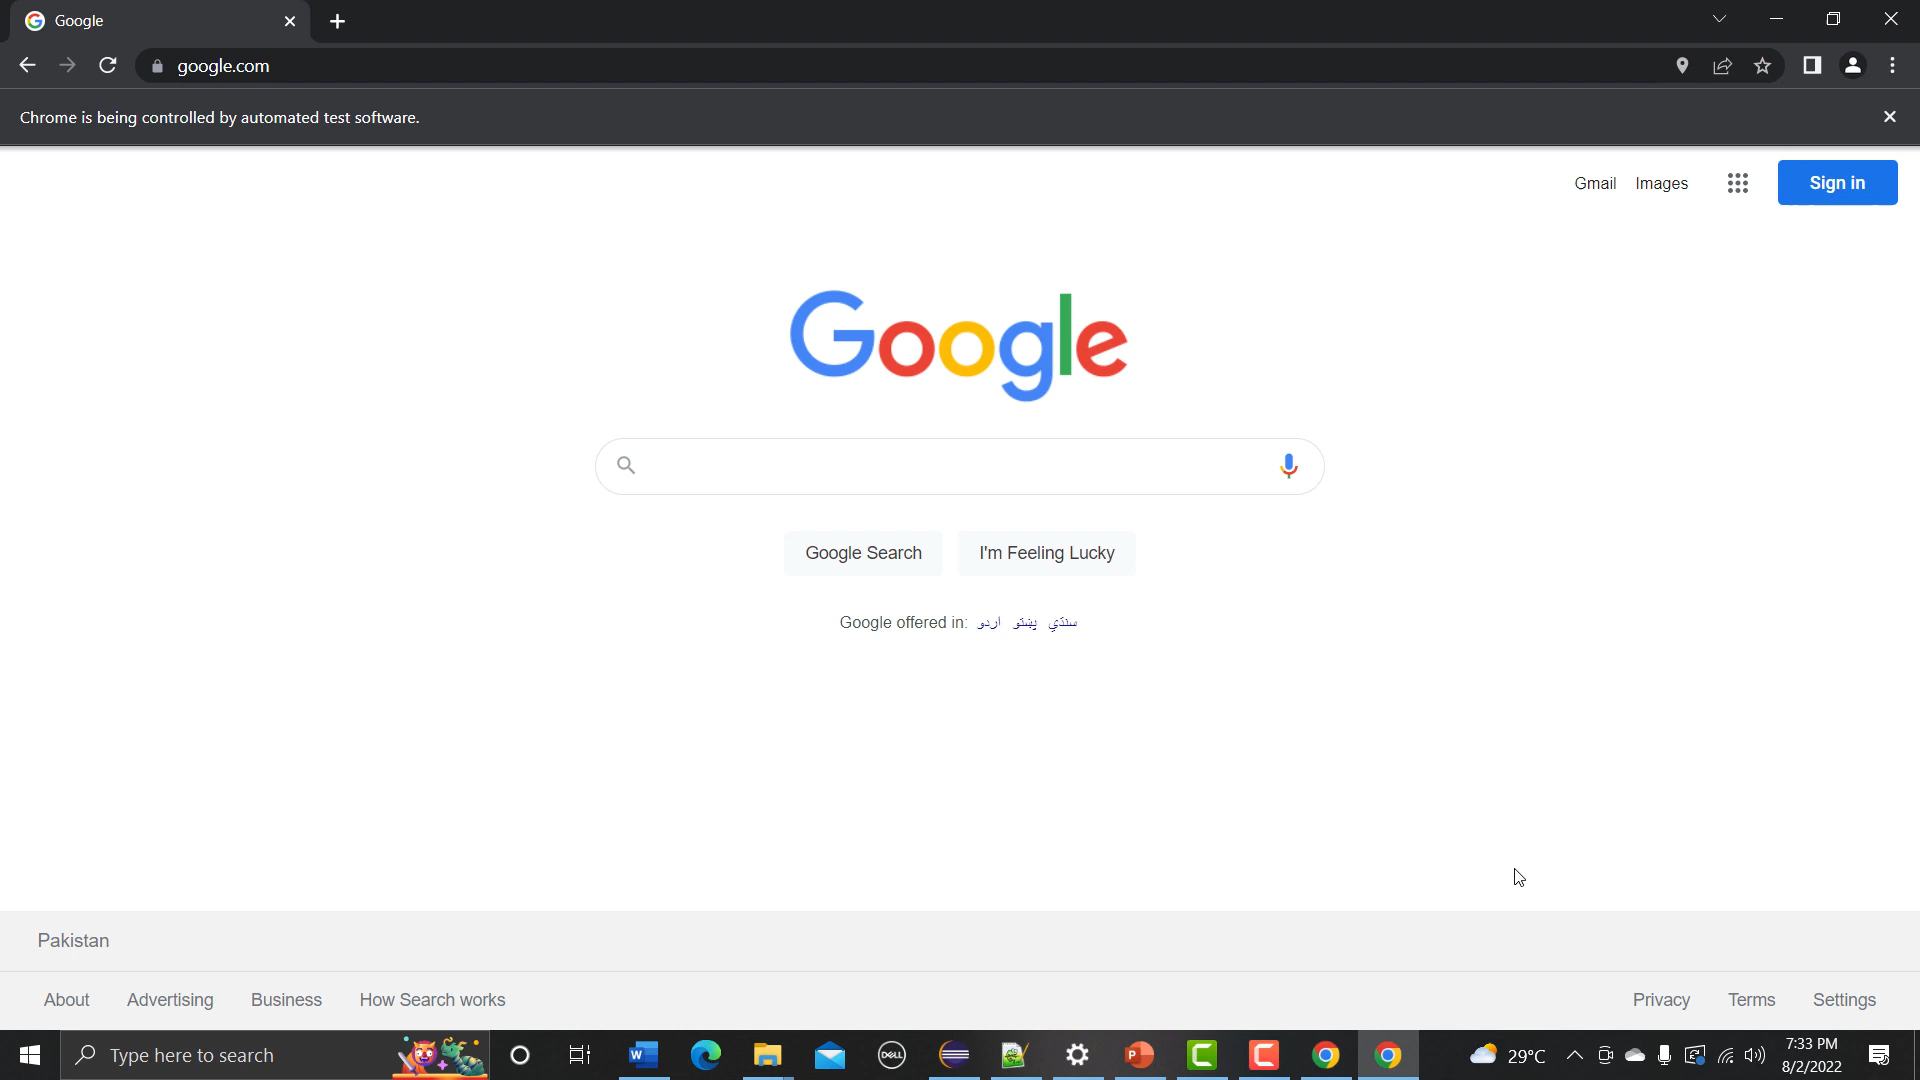 Google
google.com
Chrome is being controlled by automated test software.
Gmail Images Sign in
Google
Google Search I'm Feeling Lucky
Google offered in: اردو پښتو سنڌي
Pakistan
About Advertising Business How Search works Privacy Terms Settings
Type here to search
W
DELL
P
29°C
7:33 PM
8/2/2022